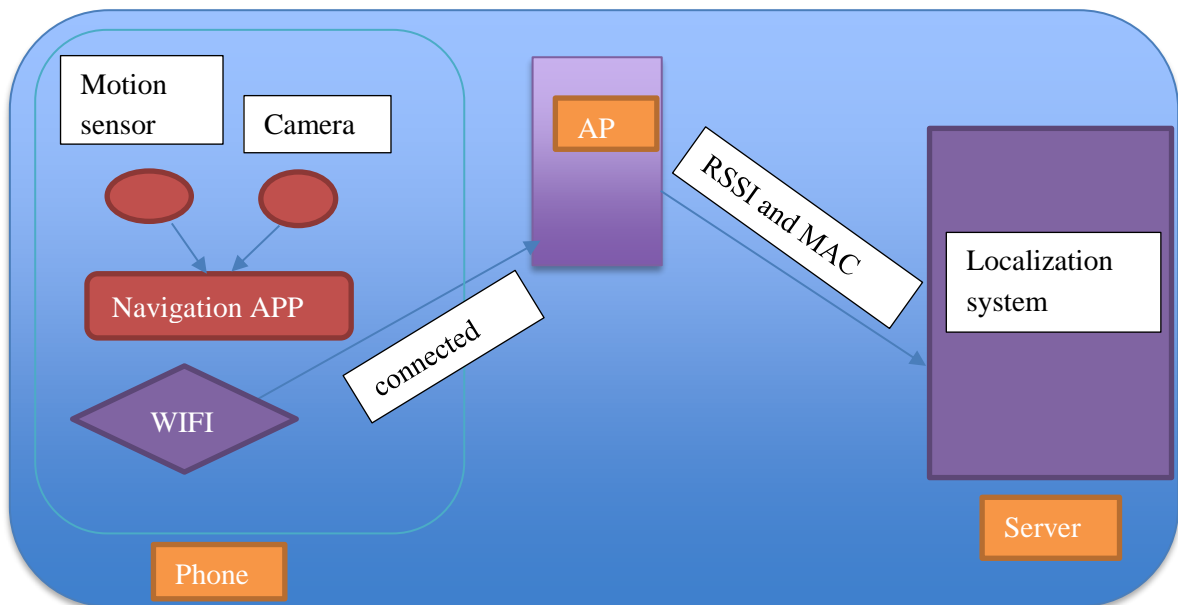 Motion
sensor
Camera
Navigation APP
WIFI
Phone
connected
AP
RSSI and MAC
Localization
system
Server